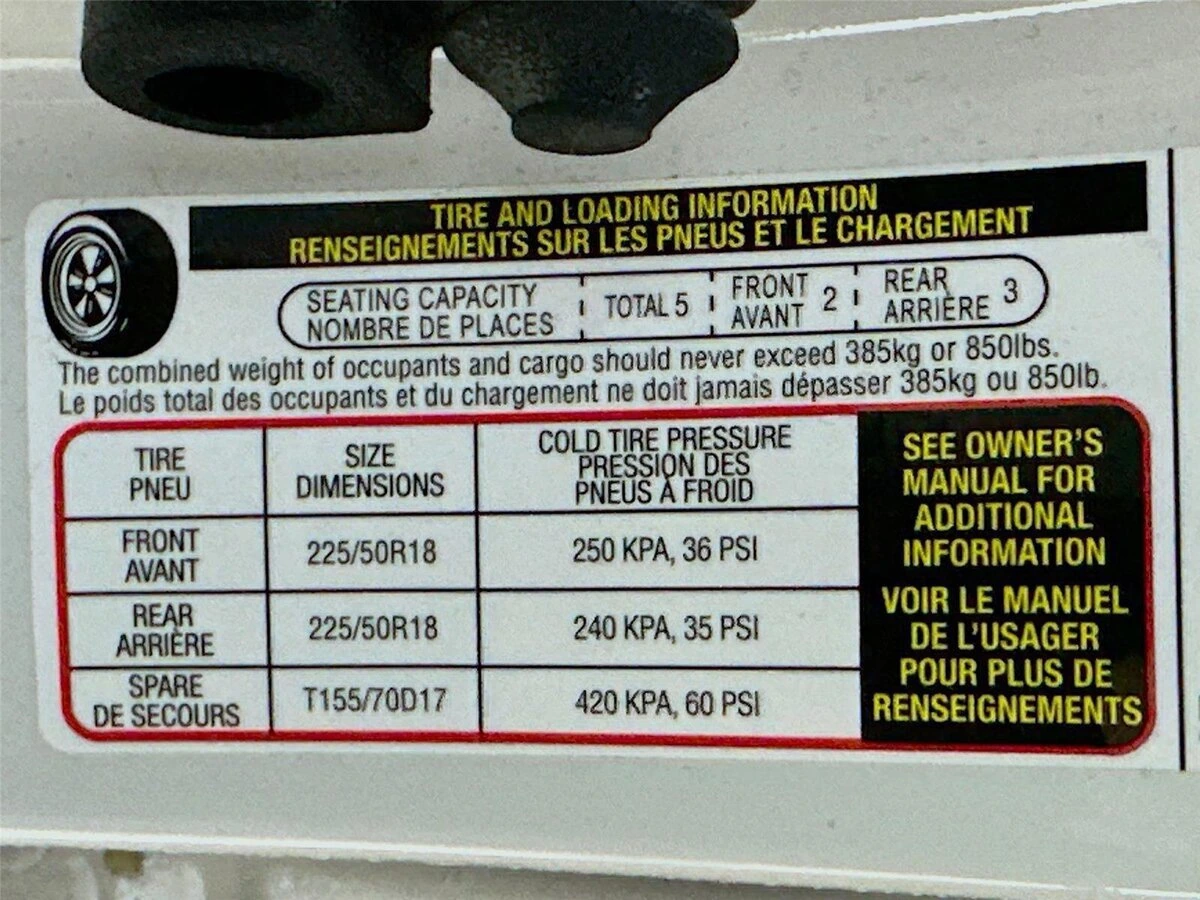 TIRE AND LOADING INFORMATION
RENSEIGNEMENTS SUR LES PNEUS ET LE CHARGEMENT
SEATING CAPACITY
NOMBRE DE PLACES
TOTAL 5
FRONT
AVANT
2
REAR
ARRIÈRE
3
The combined weight of occupants and cargo should never exceed 385kg or 850lbs.
Le poids total des occupants et du chargement ne doit jamais dépasser 385kg ou 850lb.
TIRE
PNEU
SIZE
DIMENSIONS
COLD TIRE PRESSURE
PRESSION DES
PNEUS À FROID
FRONT
AVANT
225/50R18
250 KPA, 36 PSI
REAR
ARRIÈRE
225/50R18
240 KPA, 35 PSI
SPARE
DE SECOURS
T155/70D17
420 KPA, 60 PSI
SEE OWNER'S
MANUAL FOR
ADDITIONAL
INFORMATION
VOIR LE MANUEL
DE L'USAGER
POUR PLUS DE
RENSEIGNEMENTS